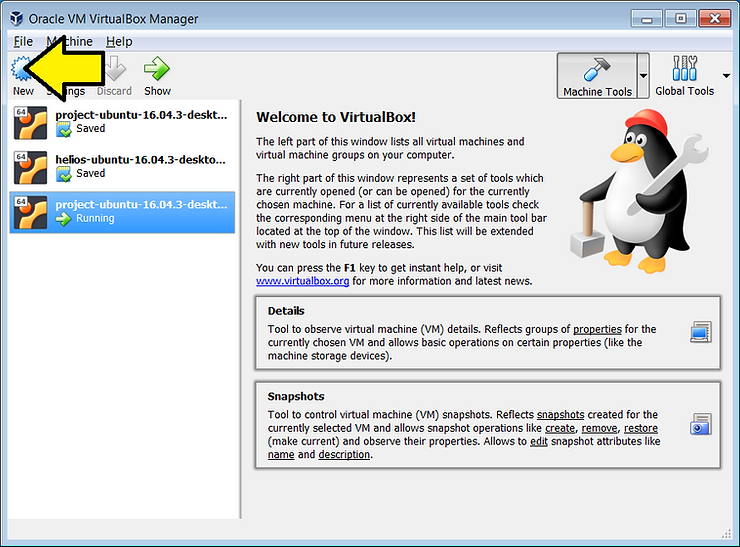 Oracle VM VirtualBox Manager
File Machine Help
New Settings Discard Show
Machine Tools Global Tools
64 project-ubuntu-16.04.3-deskt...
Saved
64 helios-ubuntu-16.04.3-deskto...
Saved
64 project-ubuntu-16.04.3-deskt...
Running
Welcome to VirtualBox!
The left part of this window lists all virtual machines and
virtual machine groups on your computer.
The right part of this window represents a set of tools which
are currently opened (or can be opened) for the currently
chosen machine. For a list of currently available tools check
the corresponding menu at the right side of the main tool bar
located at the top of the window. This list will be extended
with new tools in future releases.
You can press the F1 key to get instant help, or visit
www.virtualbox.org for more information and latest news.
Details
Tool to observe virtual machine (VM) details. Reflects groups of properties for the
currently chosen VM and allows basic operations on certain properties (like the
machine storage devices).
Snapshots
Tool to control virtual machine (VM) snapshots. Reflects snapshots created for the
currently selected VM and allows snapshot operations like create, remove, restore
(make current) and observe their properties. Allows to edit snapshot attributes like
name and description.